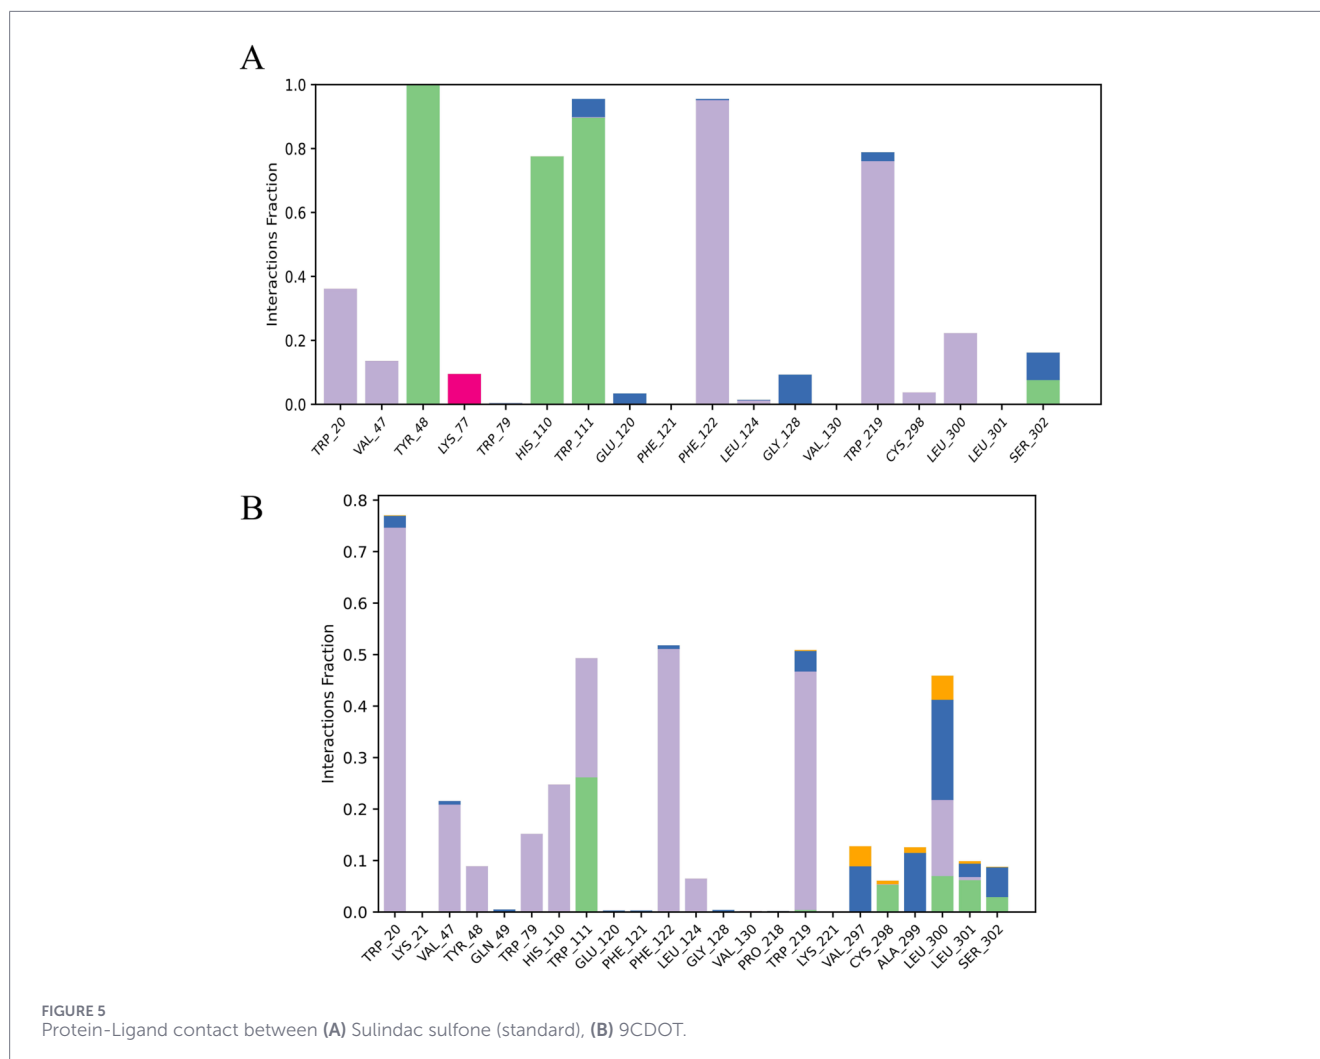 A
1.0
0.8
0.6
0.4
0.2
0.0
Interactions Fraction
TRP_20
VAL_47
TYR_48
LYS_77
TRP_79
HIS_110
TRP_111
GLU_120
PHE_121
PHE_122
LEU_124
GLY_128
VAL_130
TRP_219
CYS_298
LEU_300
LEU_301
SER_302
B
0.8
0.7
0.6
0.5
0.4
0.3
0.2
0.1
0.0
Interactions Fraction
TRP_20
LYS_21
VAL_47
TYR_48
GLN_49
TRP_79
HIS_110
TRP_111
GLU_120
PHE_121
PHE_122
LEU_124
GLY_128
VAL_130
PRO_218
TRP_219
LYS_221
VAL_297
CYS_298
ALA_299
LEU_300
LEU_301
SER_302
FIGURE 5
Protein-Ligand contact between (A) Sulindac sulfone (standard), (B) 9CDOT.